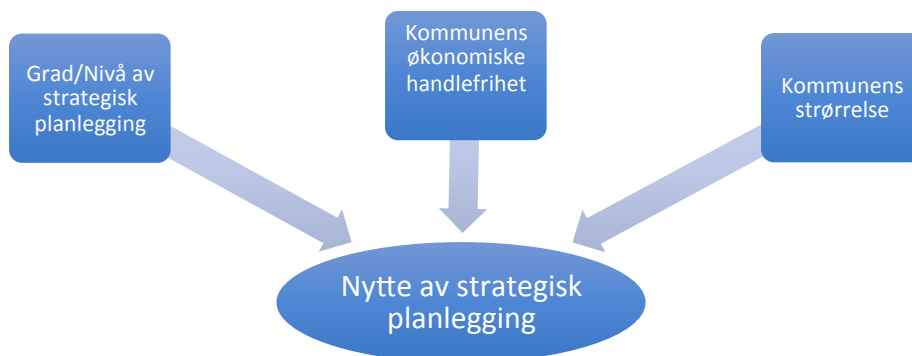 Grad/Nivå av
strategisk
planlegging
Kommunens
økonomiske
handlefrihet
Kommunens
strørrelse
Nytte av strategisk
planlegging